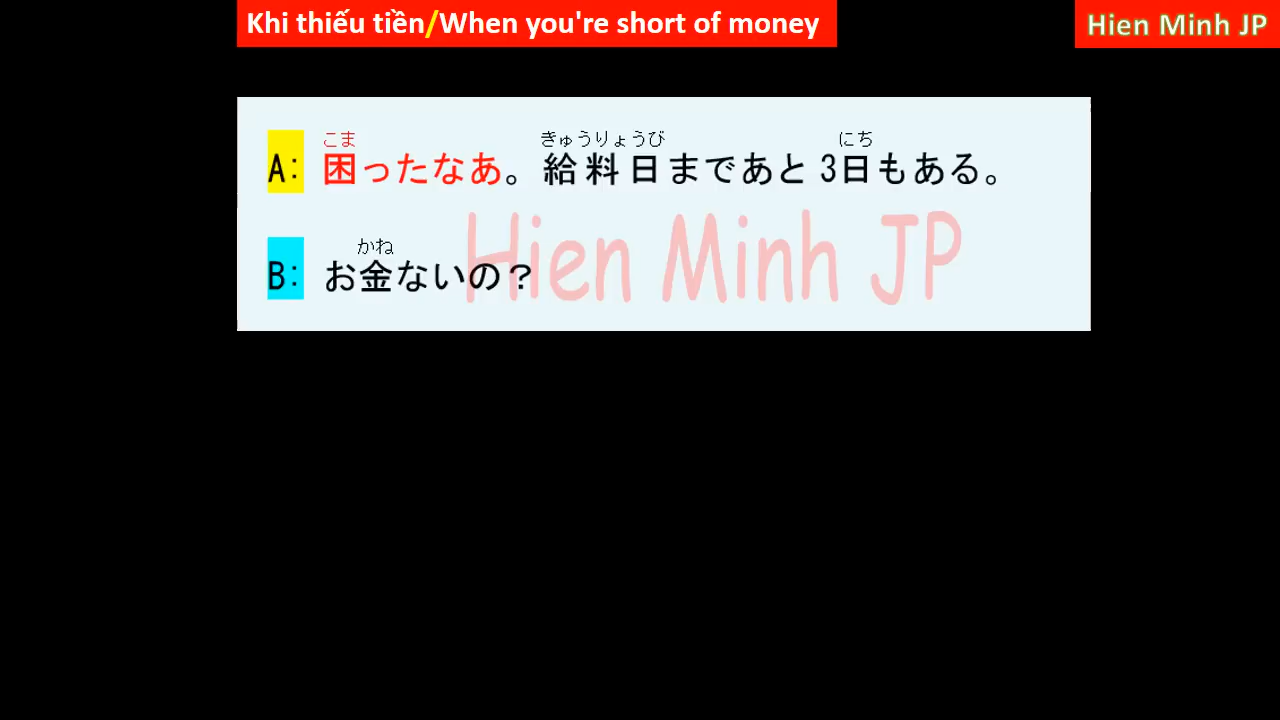 Khi thiếu tiền/When you're short of money
Hien Minh JP
こま きゅうりょうび にち
A: 困ったなあ。給料日まであと3日もある。
かね
B: お金ないの？
Hien Minh JP